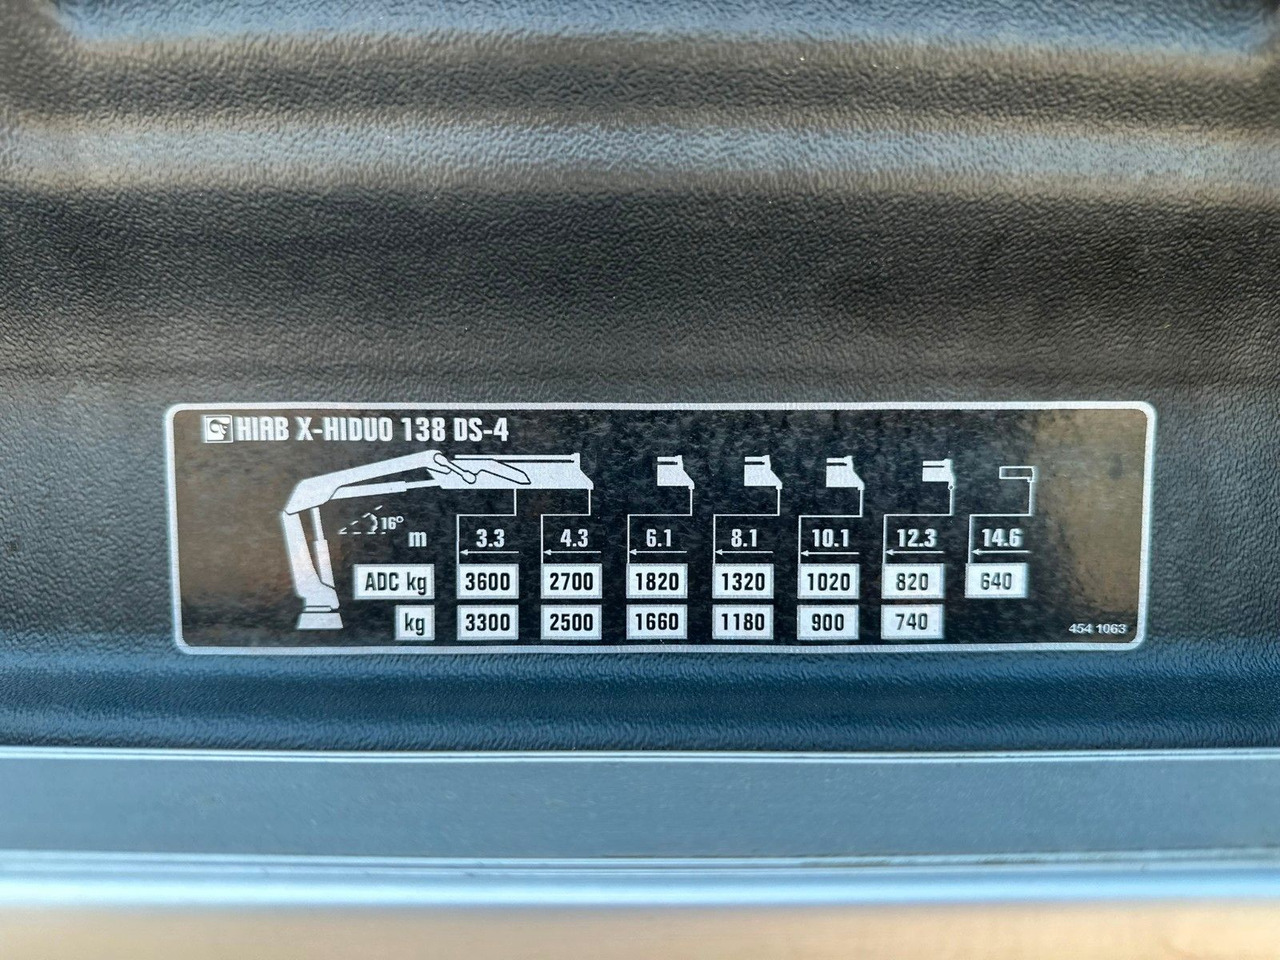 HIAB X-HIDUO 138 DS-4
16°
m 3.3 4.3 6.1 8.1 10.1 12.3 14.6
ADC kg 3600 2700 1820 1320 1020 820 640
kg 3300 2500 1660 1180 900 740
454 1063